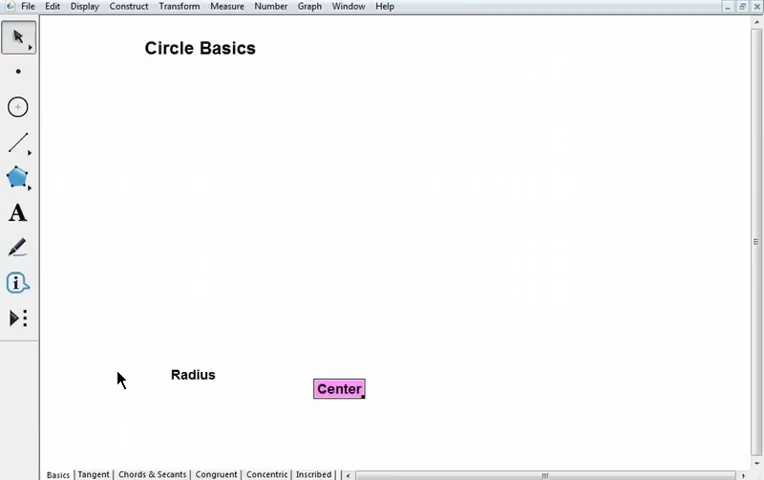 File Edit Display Construct Transform Measure Number Graph Window Help
Circle Basics
A
Radius
Center
Basics Tangent Chords & Secants Congruent Concentric Inscribed